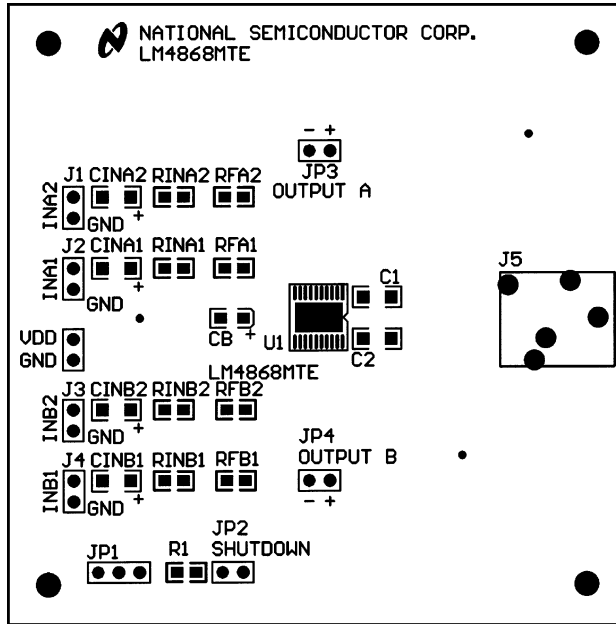 NATIONAL SEMICONDUCTOR CORP.
LM4868MTE
- +
JP3
OUTPUT A
J1 CINA2 RINA2 RFA2
INA2
GND +
J2 CINA1 RINA1 RFA1
INA1
GND +
J5
C1
VDD
GND
CB +
U1
C2
LM4868MTE
J3 CINB2 RINB2 RFB2
INB2
GND +
JP4
OUTPUT B
- +
J4 CINB1 RINB1 RFB1
INB1
GND +
JP1
R1
JP2
SHUTDOWN